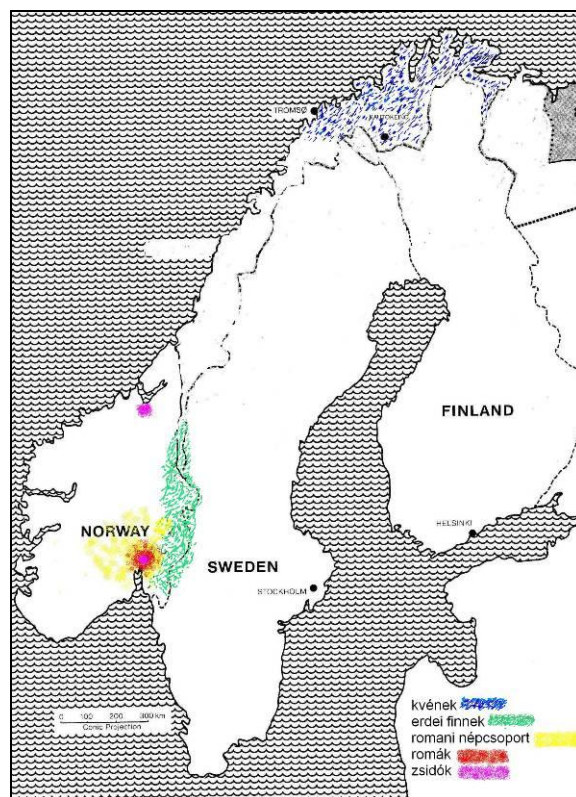 TROMSØ
KAUTOKEINO
FINLAND
HELSINKI
NORWAY
SWEDEN
STOCKHOLM
0 100 200 300 Km
Conic Projection
kvének
erdei finnek
romani népcsoport
romák
zsidók